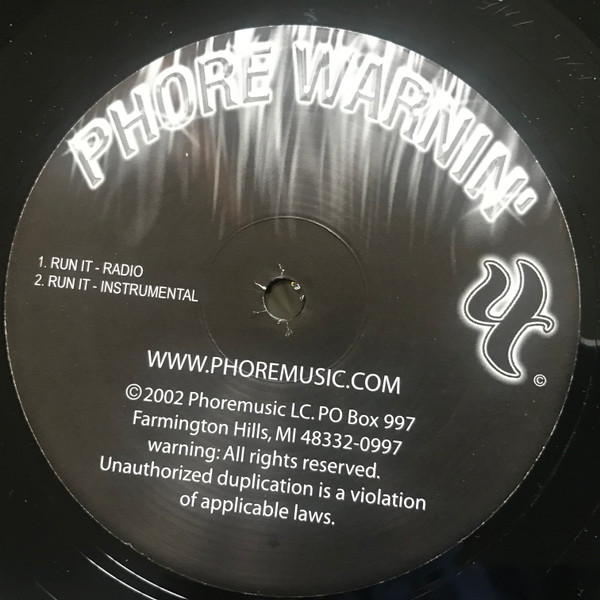 PHORE WARNIN'
1. RUN IT - RADIO
2. RUN IT - INSTRUMENTAL
4
©
WWW.PHOREMUSIC.COM
©2002 Phoremusic LC. PO Box 997
Farmington Hills, MI 48332-0997
warning: All rights reserved.
Unauthorized duplication is a violation
of applicable laws.